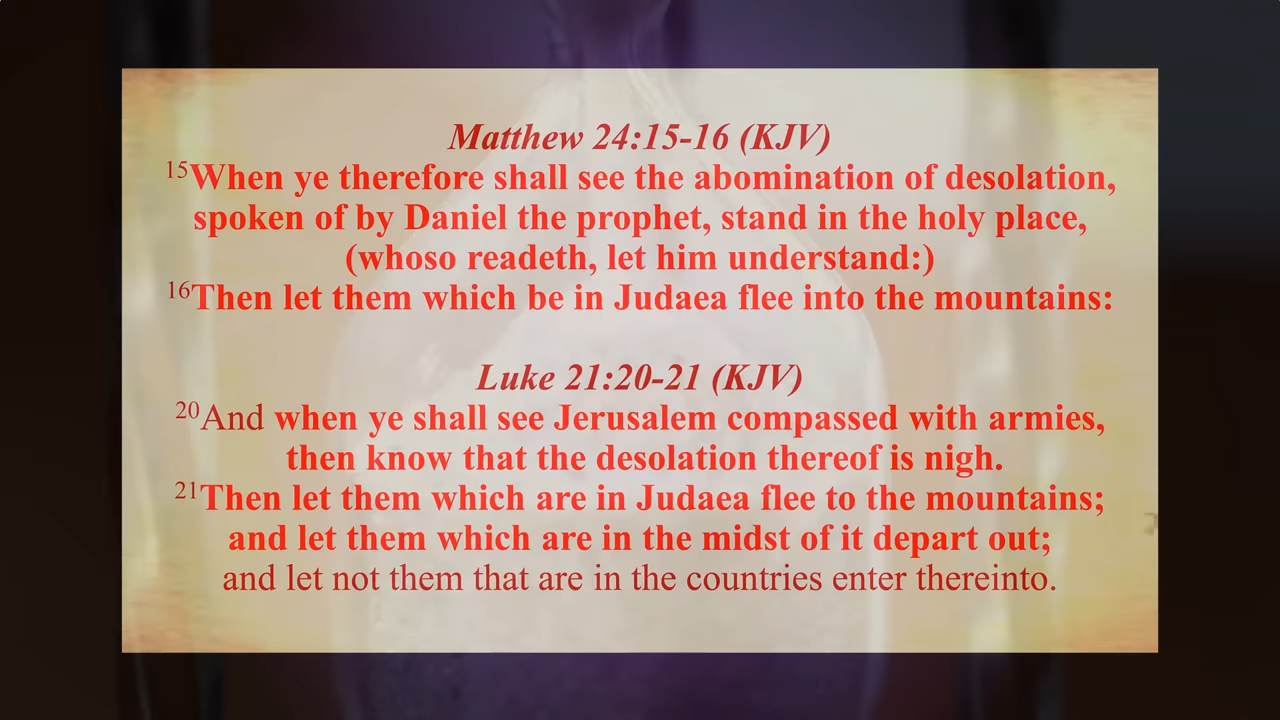 Matthew 24:15-16 (KJV)
15When ye therefore shall see the abomination of desolation,
spoken of by Daniel the prophet, stand in the holy place,
(whoso readeth, let him understand:)
16Then let them which be in Judaea flee into the mountains:
Luke 21:20-21 (KJV)
20And when ye shall see Jerusalem compassed with armies,
then know that the desolation thereof is nigh.
21Then let them which are in Judaea flee to the mountains;
and let them which are in the midst of it depart out;
and let not them that are in the countries enter thereinto.